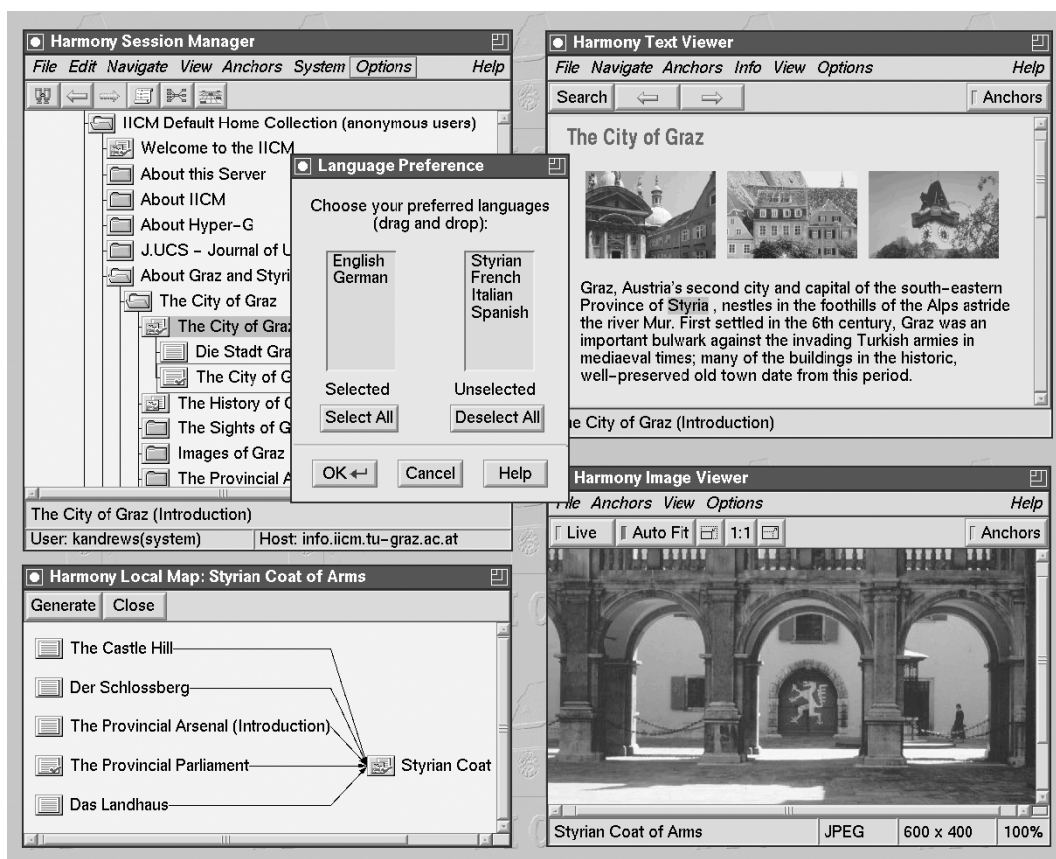 Harmony Session Manager
File Edit Navigate View Anchors System Options Help
IICM Default Home Collection (anonymous users)
Welcome to the IICM
About this Server
About IICM
About Hyper-G
J.UCS - Journal of U
About Graz and Styri
The City of Graz
The City of Graz
Die Stadt Gra
The City of G
The History of G
The Sights of G
Images of Graz
The Provincial A
The City of Graz (Introduction)
User: kandrews(system) Host: info.iicm.tu-graz.ac.at
Language Preference
Choose your preferred languages
(drag and drop):
English
German
Styrian
French
Italian
Spanish
Selected Unselected
Select All Deselect All
OK Cancel Help
Harmony Text Viewer
File Navigate Anchors Info View Options Help
Search Anchors
The City of Graz
Graz, Austria's second city and capital of the south-eastern
Province of Styria , nestles in the foothills of the Alps astride
the river Mur. First settled in the 6th century, Graz was an
important bulwark against the invading Turkish armies in
mediaeval times; many of the buildings in the historic,
well-preserved old town date from this period.
he City of Graz (Introduction)
Harmony Local Map: Styrian Coat of Arms
Generate Close
The Castle Hill
Der Schlossberg
The Provincial Arsenal (Introduction)
The Provincial Parliament
Das Landhaus
Styrian Coat
Harmony Image Viewer
File Anchors View Options Help
Live Auto Fit 1:1 Anchors
Styrian Coat of Arms JPEG 600 x 400 100%